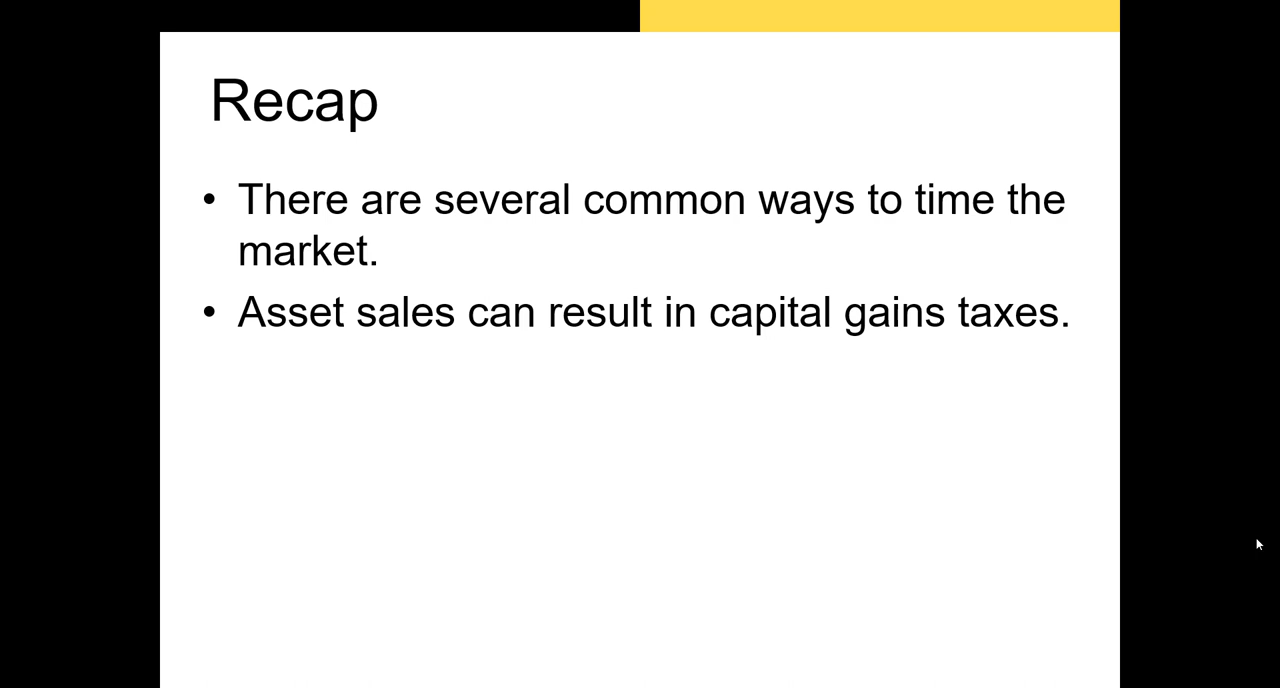 Recap
• There are several common ways to time the
market.
• Asset sales can result in capital gains taxes.